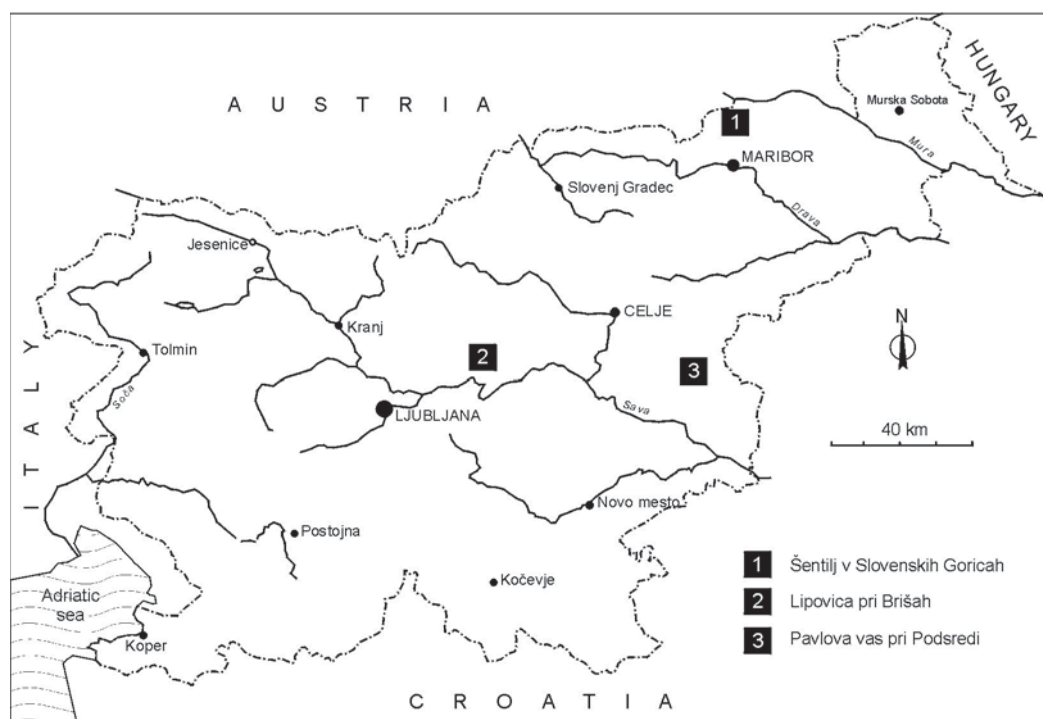 AUSTRIA
HUNGARY
Murska Sobota
1
MARIBOR
Mura
Slovenj Gradec
Drava
Jesenice
CELJE
Kranj
N
Tolmin
2
3
ITALY
Soča
LJUBLJANA
Sava
40 km
Novo mesto
Postojna
1 Šentilj v Slovenskih Goricah
Kočevje
Adriatic
sea
2 Lipovica pri Brišah
Koper
3 Pavlova vas pri Podsredi
CROATIA